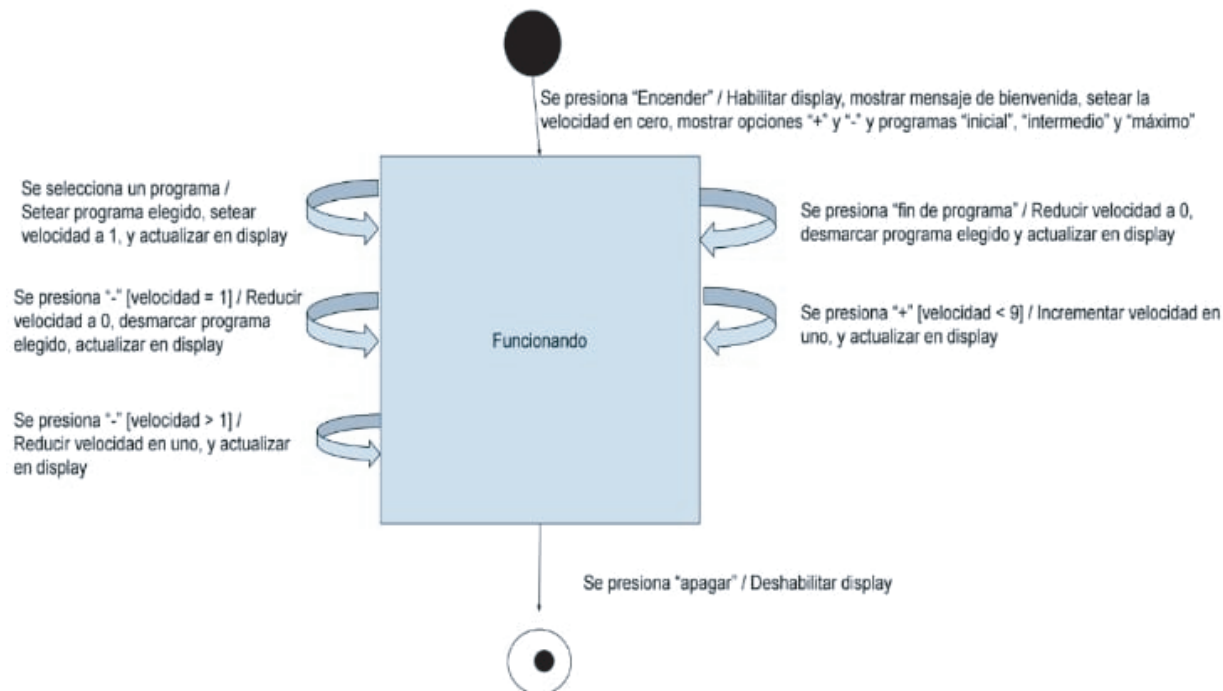 Se presiona “Encender” / Habilitar display, mostrar mensaje de bienvenida, setear la
velocidad en cero, mostrar opciones “+” y “-” y programas “inicial”, “intermedio” y “máximo”
Se selecciona un programa /
Setear programa elegido, setear
velocidad a 1, y actualizar en display
Se presiona “fin de programa” / Reducir velocidad a 0,
desmarcar programa elegido y actualizar en display
Se presiona “-” [velocidad = 1] / Reducir
velocidad a 0, desmarcar programa
elegido, actualizar en display
Se presiona “+” [velocidad < 9] / Incrementar velocidad en
uno, y actualizar en display
Funcionando
Se presiona “-” [velocidad > 1] /
Reducir velocidad en uno, y actualizar
en display
Se presiona “apagar” / Deshabilitar display